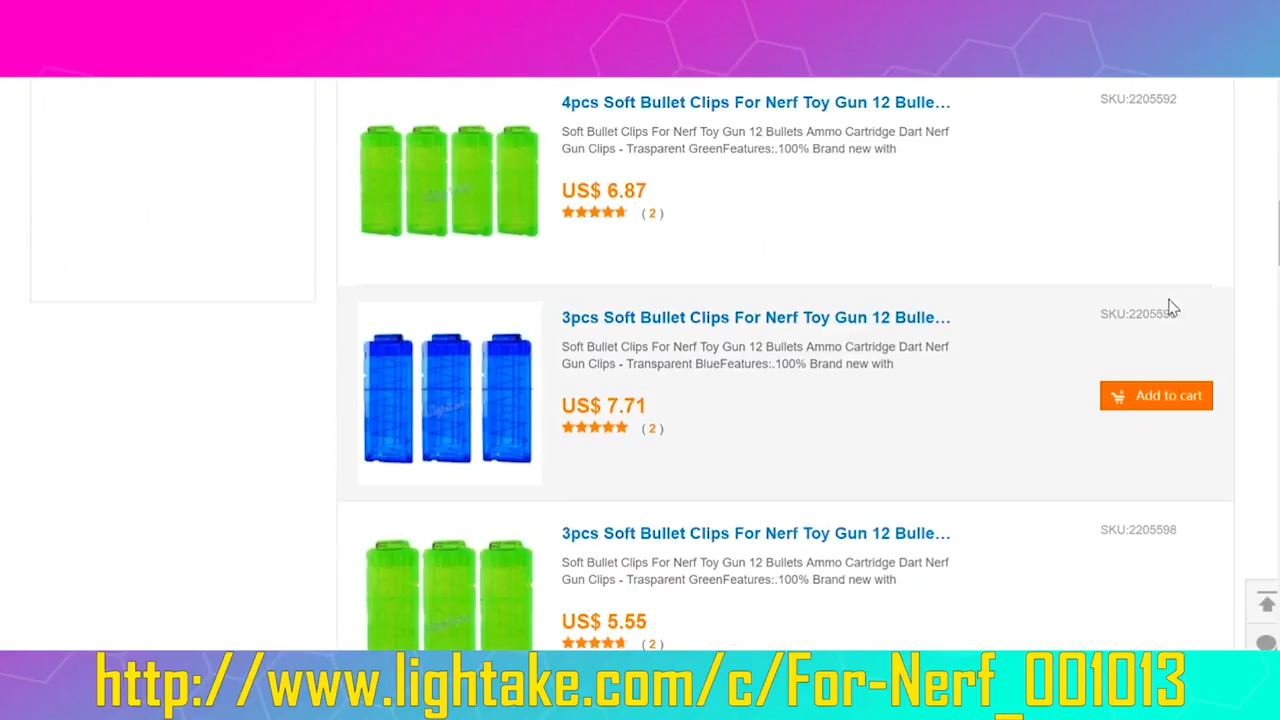 4pcs Soft Bullet Clips For Nerf Toy Gun 12 Bulle...
SKU:2205592
Soft Bullet Clips For Nerf Toy Gun 12 Bullets Ammo Cartridge Dart Nerf
Gun Clips - Trasparent GreenFeatures:.100% Brand new with
US$ 6.87
( 2 )
3pcs Soft Bullet Clips For Nerf Toy Gun 12 Bulle...
Soft Bullet Clips For Nerf Toy Gun 12 Bullets Ammo Cartridge Dart Nerf
Gun Clips - Transparent BlueFeatures:.100% Brand new with
US$ 7.71
Add to cart
( 2 )
3pcs Soft Bullet Clips For Nerf Toy Gun 12 Bulle...
SKU:2205598
Soft Bullet Clips For Nerf Toy Gun 12 Bullets Ammo Cartridge Dart Nerf
Gun Clips - Trasparent GreenFeatures:.100% Brand new with
US$ 5.55
( 2 )
http://www.lightake.com/c/For-Nerf_001013